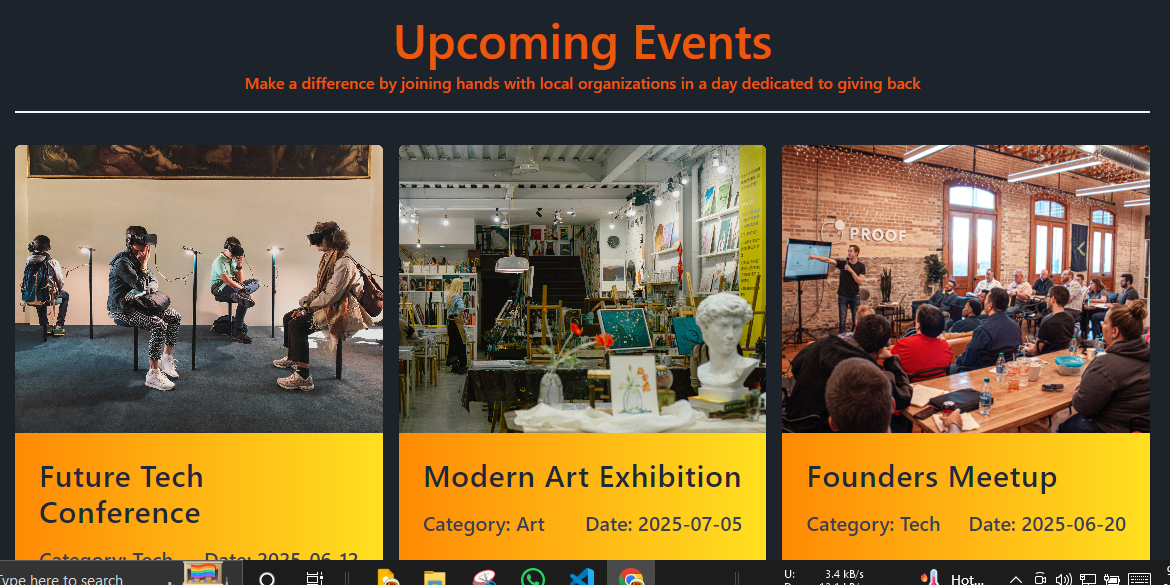 Upcoming Events
Make a difference by joining hands with local organizations in a day dedicated to giving back
PROOF
Future Tech
Conference
Modern Art Exhibition
Founders Meetup
Category: Art Date: 2025-07-05
Category: Tech Date: 2025-06-20
Category: Tech Date: 2025-06-12
Type here to search
U: 3.4 kB/s
Hot...